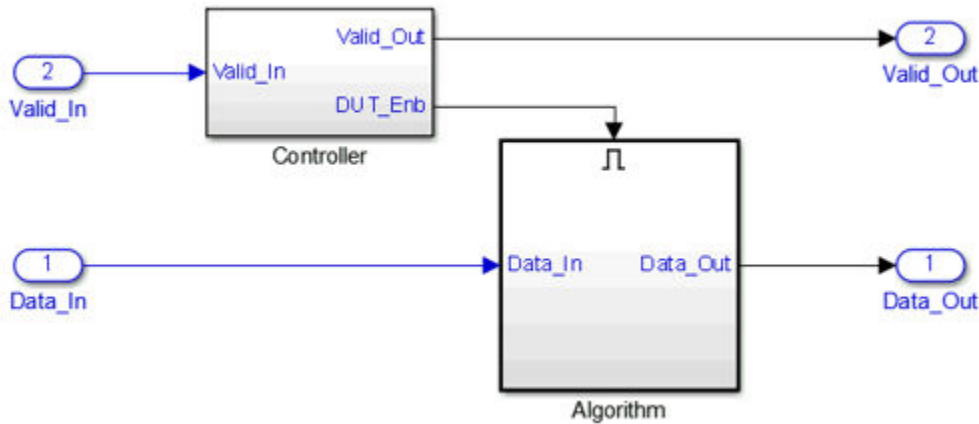 Valid_Out
2
Valid_Out
2
Valid_In
Valid_In
DUT_Enb
Controller
1
Data_In
Data_In
Data_Out
1
Data_Out
Algorithm